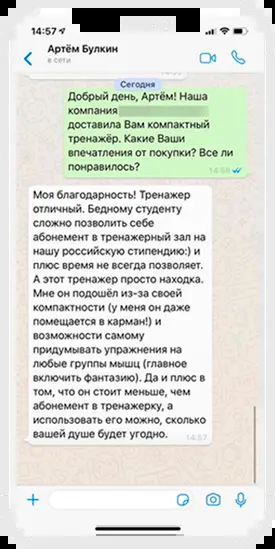 14:57
Артём Булкин
в сети
Сегодня
Добрый день, Артём! Наша
компания
доставила Вам компактный
тренажёр. Какие Ваши
впечатления от покупки? Все ли
понравилось?
14:56
Моя благодарность! Тренажер
отличный. Бедному студенту
сложно позволить себе
абонемент в тренажерный зал на
нашу российскую стипендию:) и
плюс время не всегда позволяет.
А этот тренажер просто находка.
Мне он подошёл из-за своей
компактности (у меня он даже
помещается в карман!) и
возможности самому
придумывать упражнения на
любые группы мышц (главное
включить фантазию). Да и плюс в
том, что он стоит меньше, чем
абонемент в тренажерку, а
использовать его можно, сколько
вашей душе будет угодно.
14:57